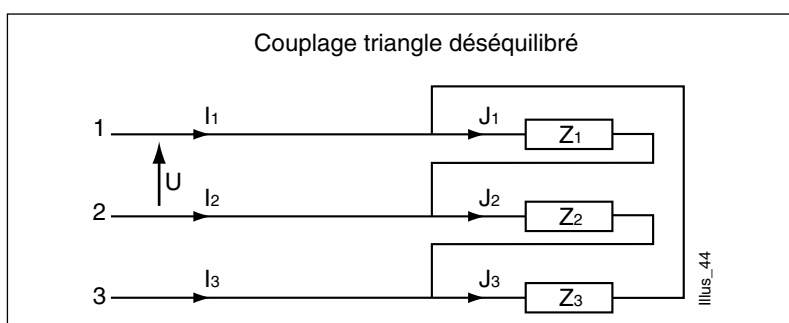 Couplage triangle déséquilibré
1 I1 J1 Z1
U
2 I2 J2 Z2
3 I3 J3 Z3
Illus_44